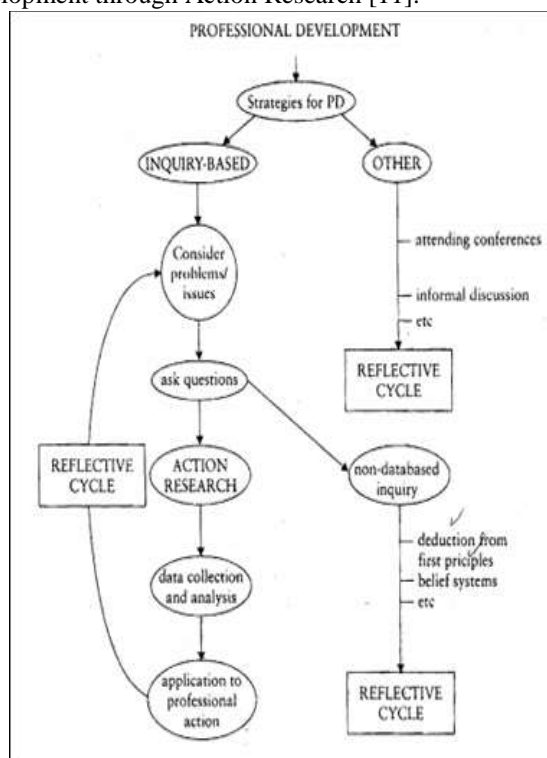 lopment through Action Research [11].
PROFESSIONAL DEVELOPMENT
Strategies for PD
INQUIRY-BASED
OTHER
Consider
problems/
issues
attending conferences
informal discussion
etc
REFLECTIVE
CYCLE
ask questions
REFLECTIVE
CYCLE
ACTION
RESEARCH
non-databased
inquiry
deduction from
first priciples
belief systems
etc
data collection
and analysis
application to
professional
action
REFLECTIVE
CYCLE